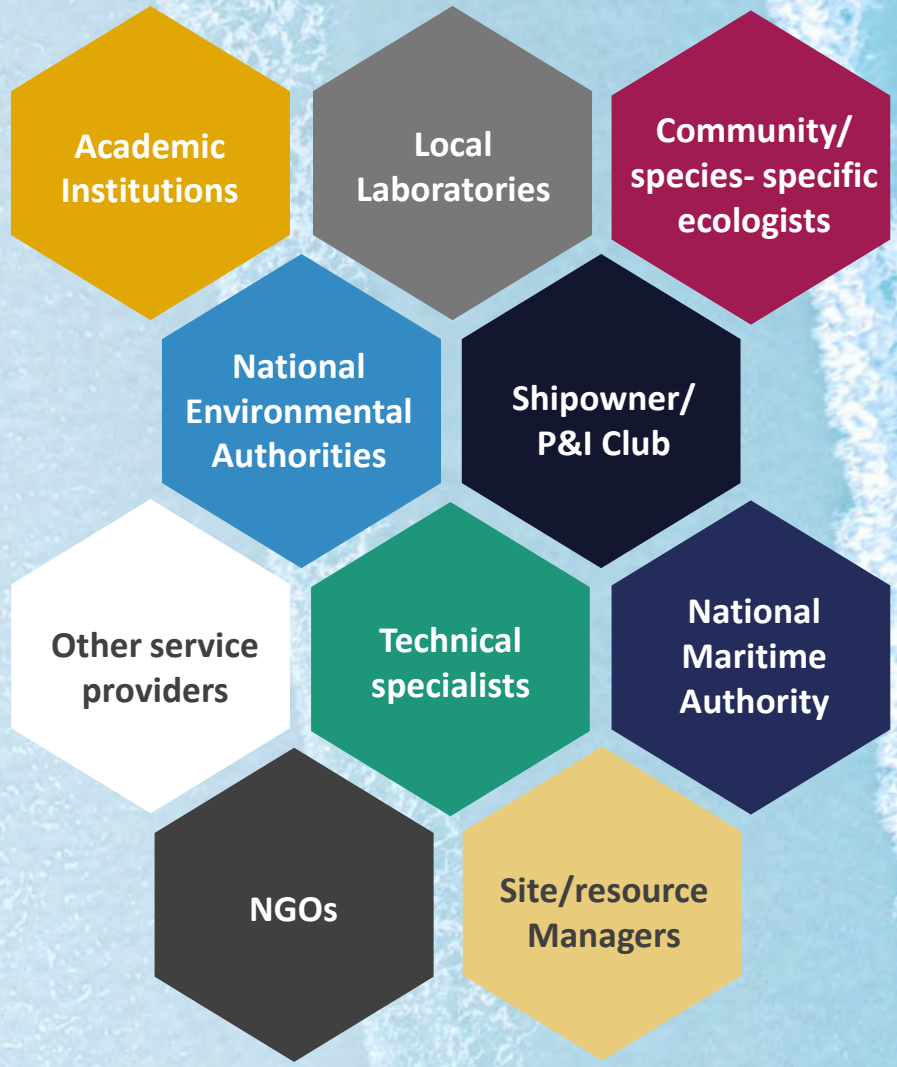 Academic
Institutions
Local
Laboratories
Community/
species- specific
ecologists
National
Environmental
Authorities
Shipowner/
P&I Club
Other service
providers
Technical
specialists
National
Maritime
Authority
NGOs
Site/resource
Managers